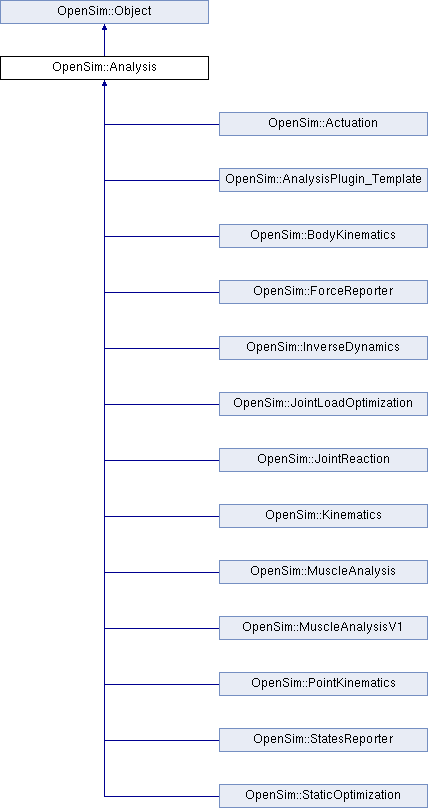 OpenSim::Object
OpenSim::Analysis
OpenSim::Actuation
OpenSim::AnalysisPlugin_Template
OpenSim::BodyKinematics
OpenSim::ForceReporter
OpenSim::InverseDynamics
OpenSim::JointLoadOptimization
OpenSim::JointReaction
OpenSim::Kinematics
OpenSim::MuscleAnalysis
OpenSim::MuscleAnalysisV1
OpenSim::PointKinematics
OpenSim::StatesReporter
OpenSim::StaticOptimization